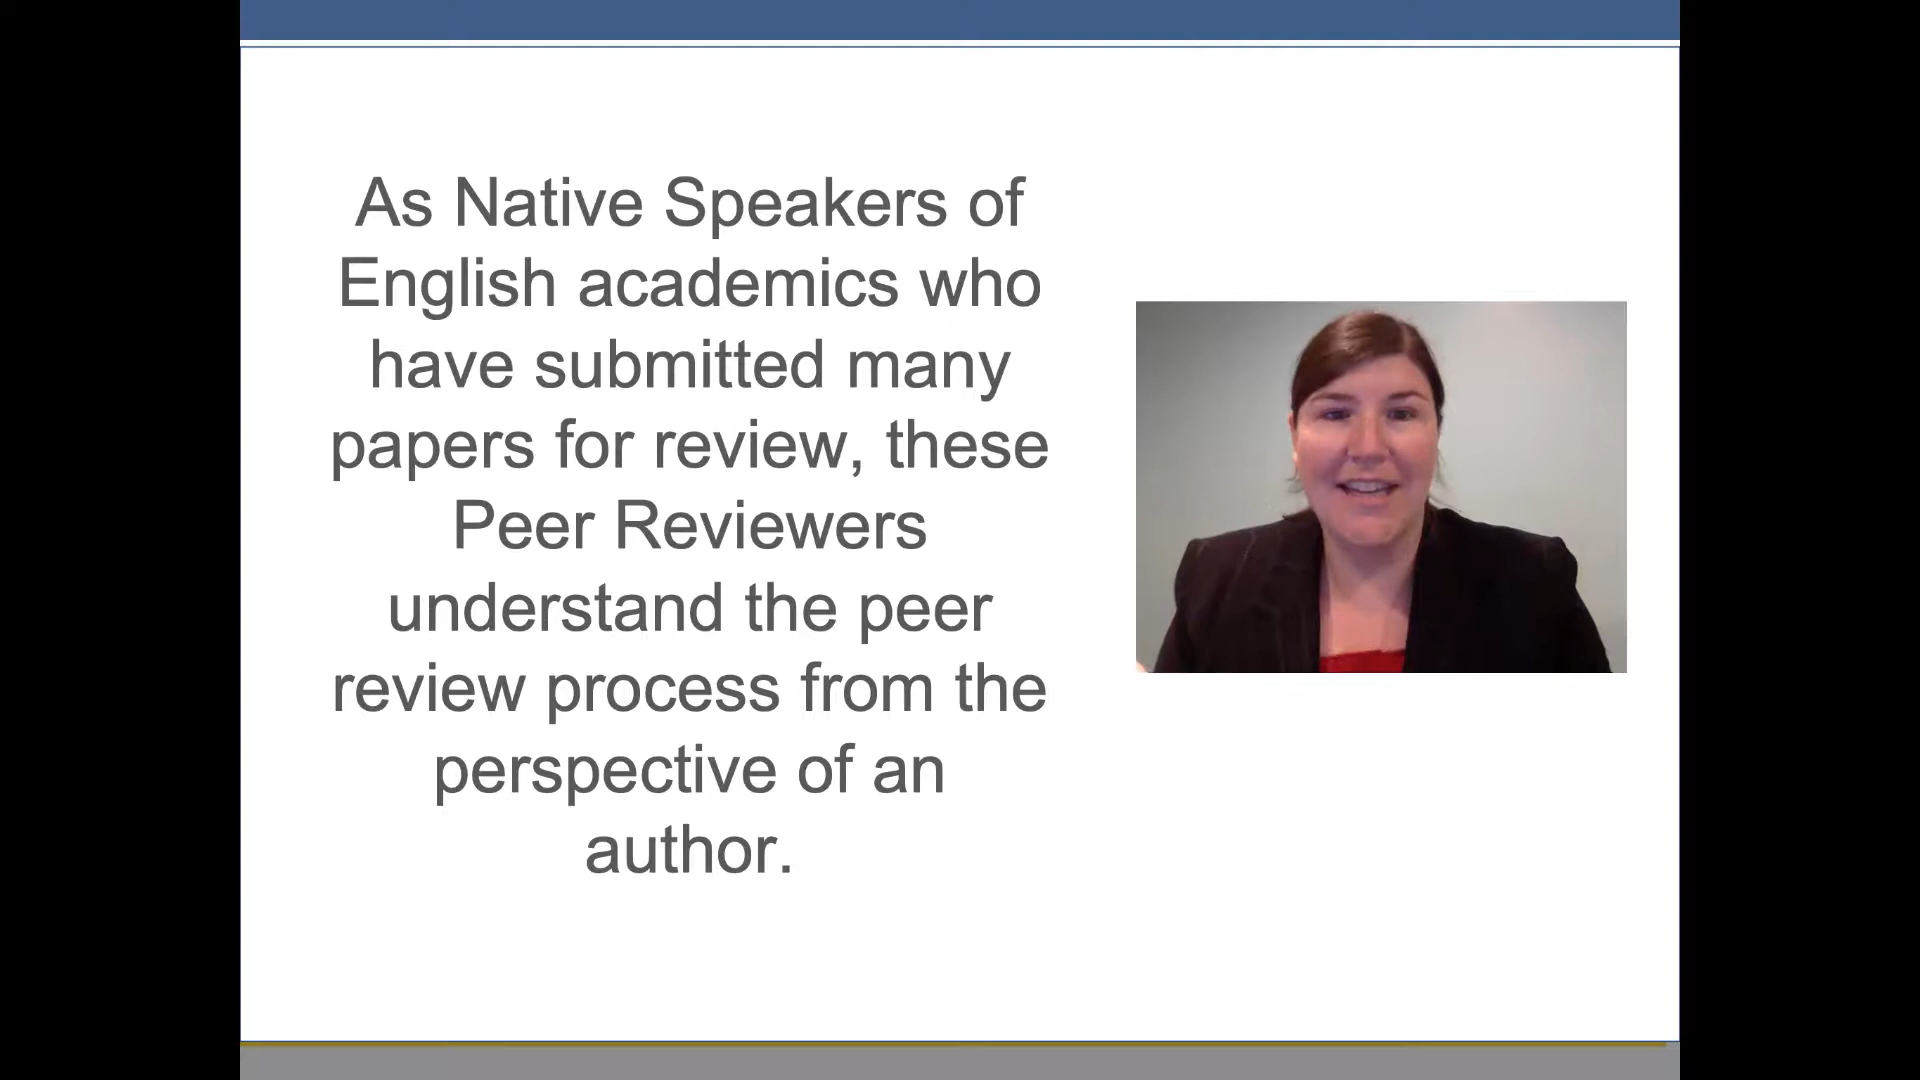 As Native Speakers of
English academics who
have submitted many
papers for review, these
Peer Reviewers
understand the peer
review process from the
perspective of an
author.